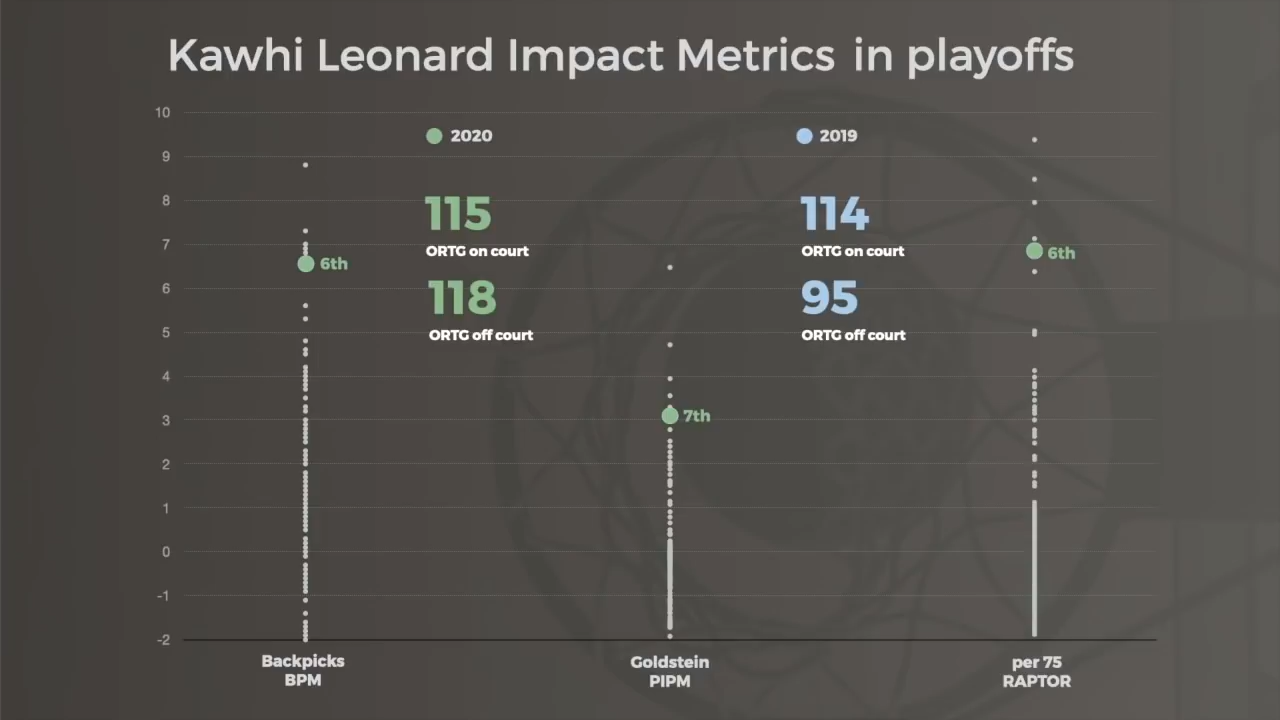 Kawhi Leonard Impact Metrics in playoffs
10
9
8
7
6
5
4
3
2
1
0
-1
-2
2020
115
ORTG on court
118
ORTG off court
2019
114
ORTG on court
95
ORTG off court
6th
7th
6th
Backpicks
BPM
Goldstein
PIPM
per 75
RAPTOR